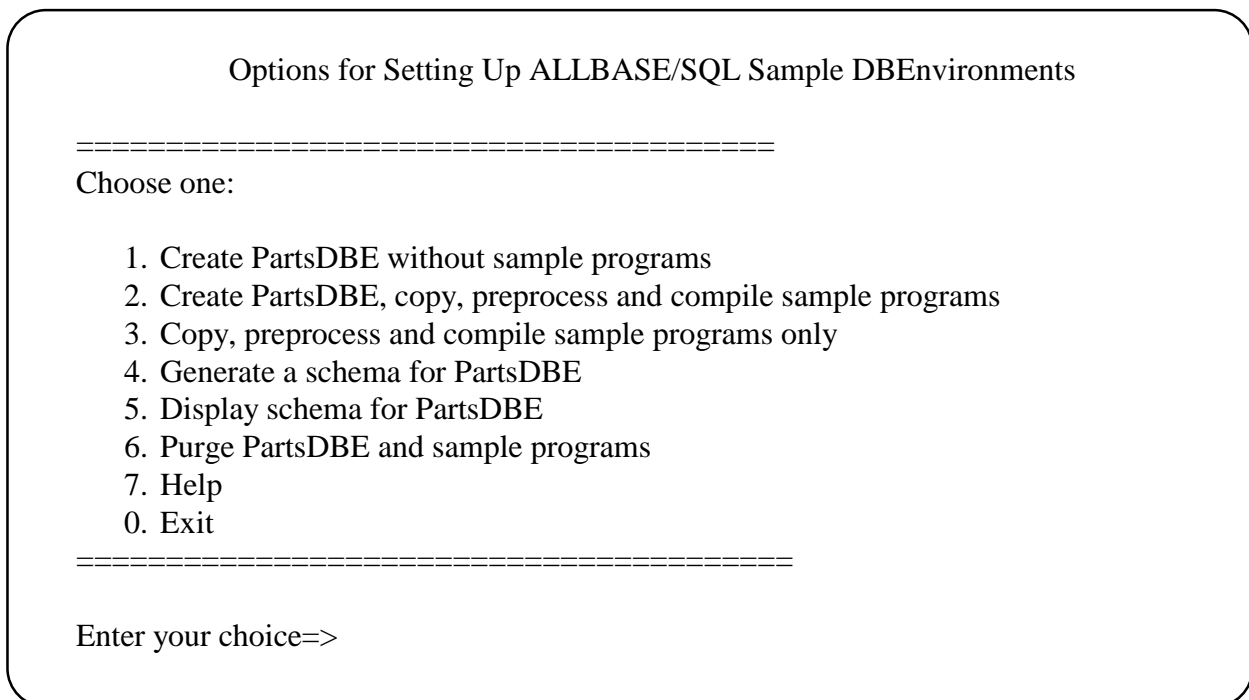 Options for Setting Up ALLBASE/SQL Sample DBEnvironments
=======================================
Choose one:
1. Create PartsDBE without sample programs
2. Create PartsDBE, copy, preprocess and compile sample programs
3. Copy, preprocess and compile sample programs only
4. Generate a schema for PartsDBE
5. Display schema for PartsDBE
6. Purge PartsDBE and sample programs
7. Help
0. Exit
========================================
Enter your choice=>